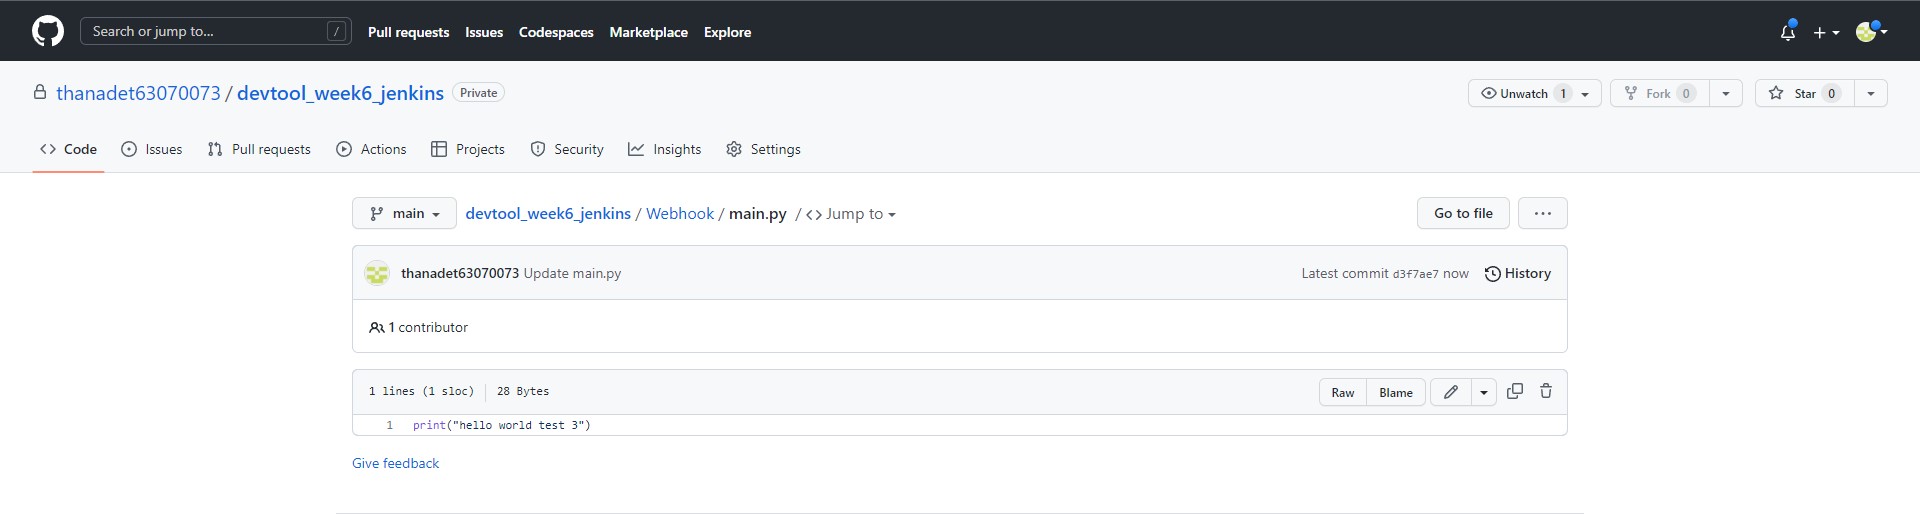 Search or jump to... / Pull requests Issues Codespaces Marketplace Explore
thanadet63070073 / devtool_week6_jenkins Private Unwatch 1 Fork 0 Star 0
Code Issues Pull requests Actions Projects Security Insights Settings
main devtool_week6_jenkins / Webhook / main.py / <> Jump to Go to file ...
thanadet63070073 Update main.py Latest commit d3f7ae7 now History
1 contributor
1 lines (1 sloc) 28 Bytes Raw Blame
1 print("hello world test 3")
Give feedback